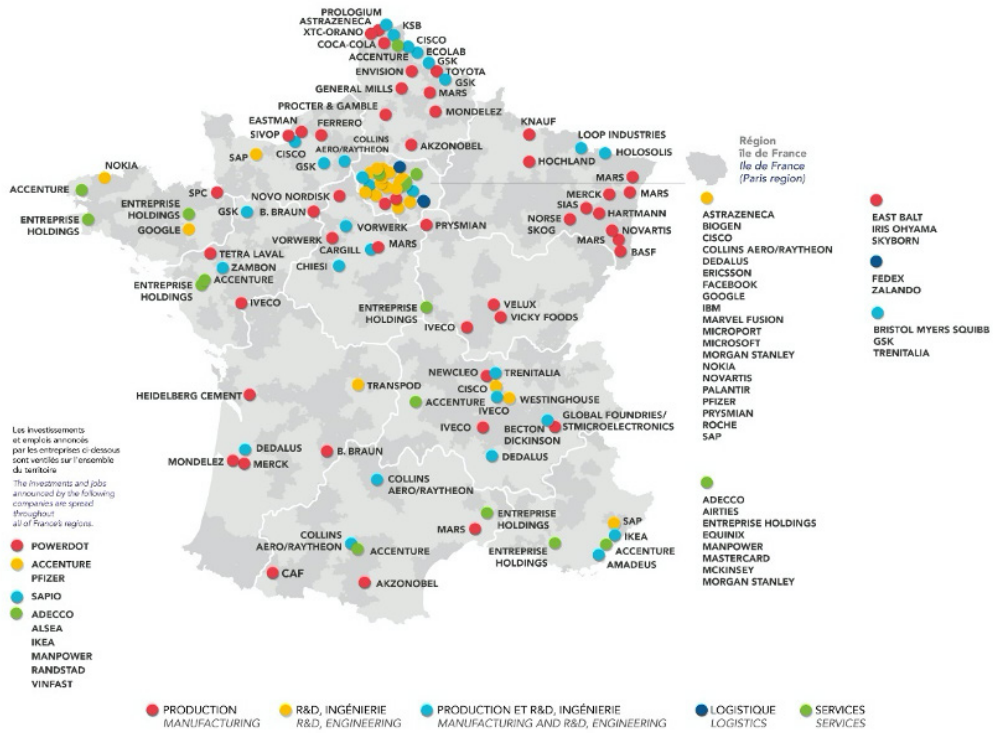 PROLOGIUM
ASTRAZENECA
XTC-ORANO
KSB
COCA-COLA
CISCO
ACCENTURE
ECOLAB
GSK
ENVISION
TOYOTA
GSK
GENERAL MILLS
MARS
PROCTER & GAMBLE
MONDELEZ
EASTMAN
FERRERO
SIVOP
COLLINS
AERO/RAYTHEON
AKZONOBEL
SAP
CISCO
GSK
KNAUF
LOOP INDUSTRIES
HOLOSOLIS
HOCHLAND
MARS
MERCK
MARS
SIAS
HARTMANN
NORSE
SKOG
NOVARTIS
MARS
BASF
NOKIA
ACCENTURE
ENTREPRISE
HOLDINGS
SPC
ENTREPRISE
HOLDINGS
GOOGLE
NOVO NORDISK
GSK
B. BRAUN
VORWERK
PRYSMIAN
VORWERK
CARGILL
MARS
TETRA LAVAL
ZAMBON
CHIESI
ACCENTURE
ENTREPRISE
HOLDINGS
IVECO
ENTREPRISE
HOLDINGS
VELUX
VICKY FOODS
IVECO
HEIDELBERG CEMENT
TRANSPOD
NEWCLEO
TRENITALIA
CISCO
ACCENTURE
WESTINGHOUSE
IVECO
GLOBAL FOUNDRIES/
STMICROELECTRONICS
IVECO
BECTON
DICKINSON
DEDALUS
DEDALUS
MONDELEZ
MERCK
B. BRAUN
COLLINS
AERO/RAYTHEON
ENTREPRISE
HOLDINGS
MARS
SAP
IKEA
ENTREPRISE
HOLDINGS
ACCENTURE
AMADEUS
COLLINS
AERO/RAYTHEON
ACCENTURE
CAF
AKZONOBEL
Région
île de France
Ile de France
(Paris region)
ASTRAZENECA
BIOGEN
CISCO
COLLINS AERO/RAYTHEON
DEDALUS
ERICSSON
FACEBOOK
GOOGLE
IBM
MARVEL FUSION
MICROPORT
MICROSOFT
MORGAN STANLEY
NOKIA
NOVARTIS
PALANTIR
PFIZER
PRYSMIAN
ROCHE
SAP
ADECCO
AIRTIES
ENTREPRISE HOLDINGS
EQUINIX
MANPOWER
MASTERCARD
MCKINSEY
MORGAN STANLEY
EAST BALT
IRIS OHYAMA
SKYBORN
FEDEX
ZALANDO
BRISTOL MYERS SQUIBB
GSK
TRENITALIA
Les investissements
et emplois annoncés
par les entreprises ci-dessous
sont ventilés sur l'ensemble
du territoire
The investments and jobs
announced by the following
companies are spread
throughout
all of France's regions.
POWERDOT
ACCENTURE
PFIZER
SAPIO
ADECCO
ALSEA
IKEA
MANPOWER
RANDSTAD
VINFAST
PRODUCTION
MANUFACTURING
R&D, INGÉNIERIE
R&D, ENGINEERING
PRODUCTION ET R&D, INGÉNIERIE
MANUFACTURING AND R&D, ENGINEERING
LOGISTIQUE
LOGISTICS
SERVICES
SERVICES